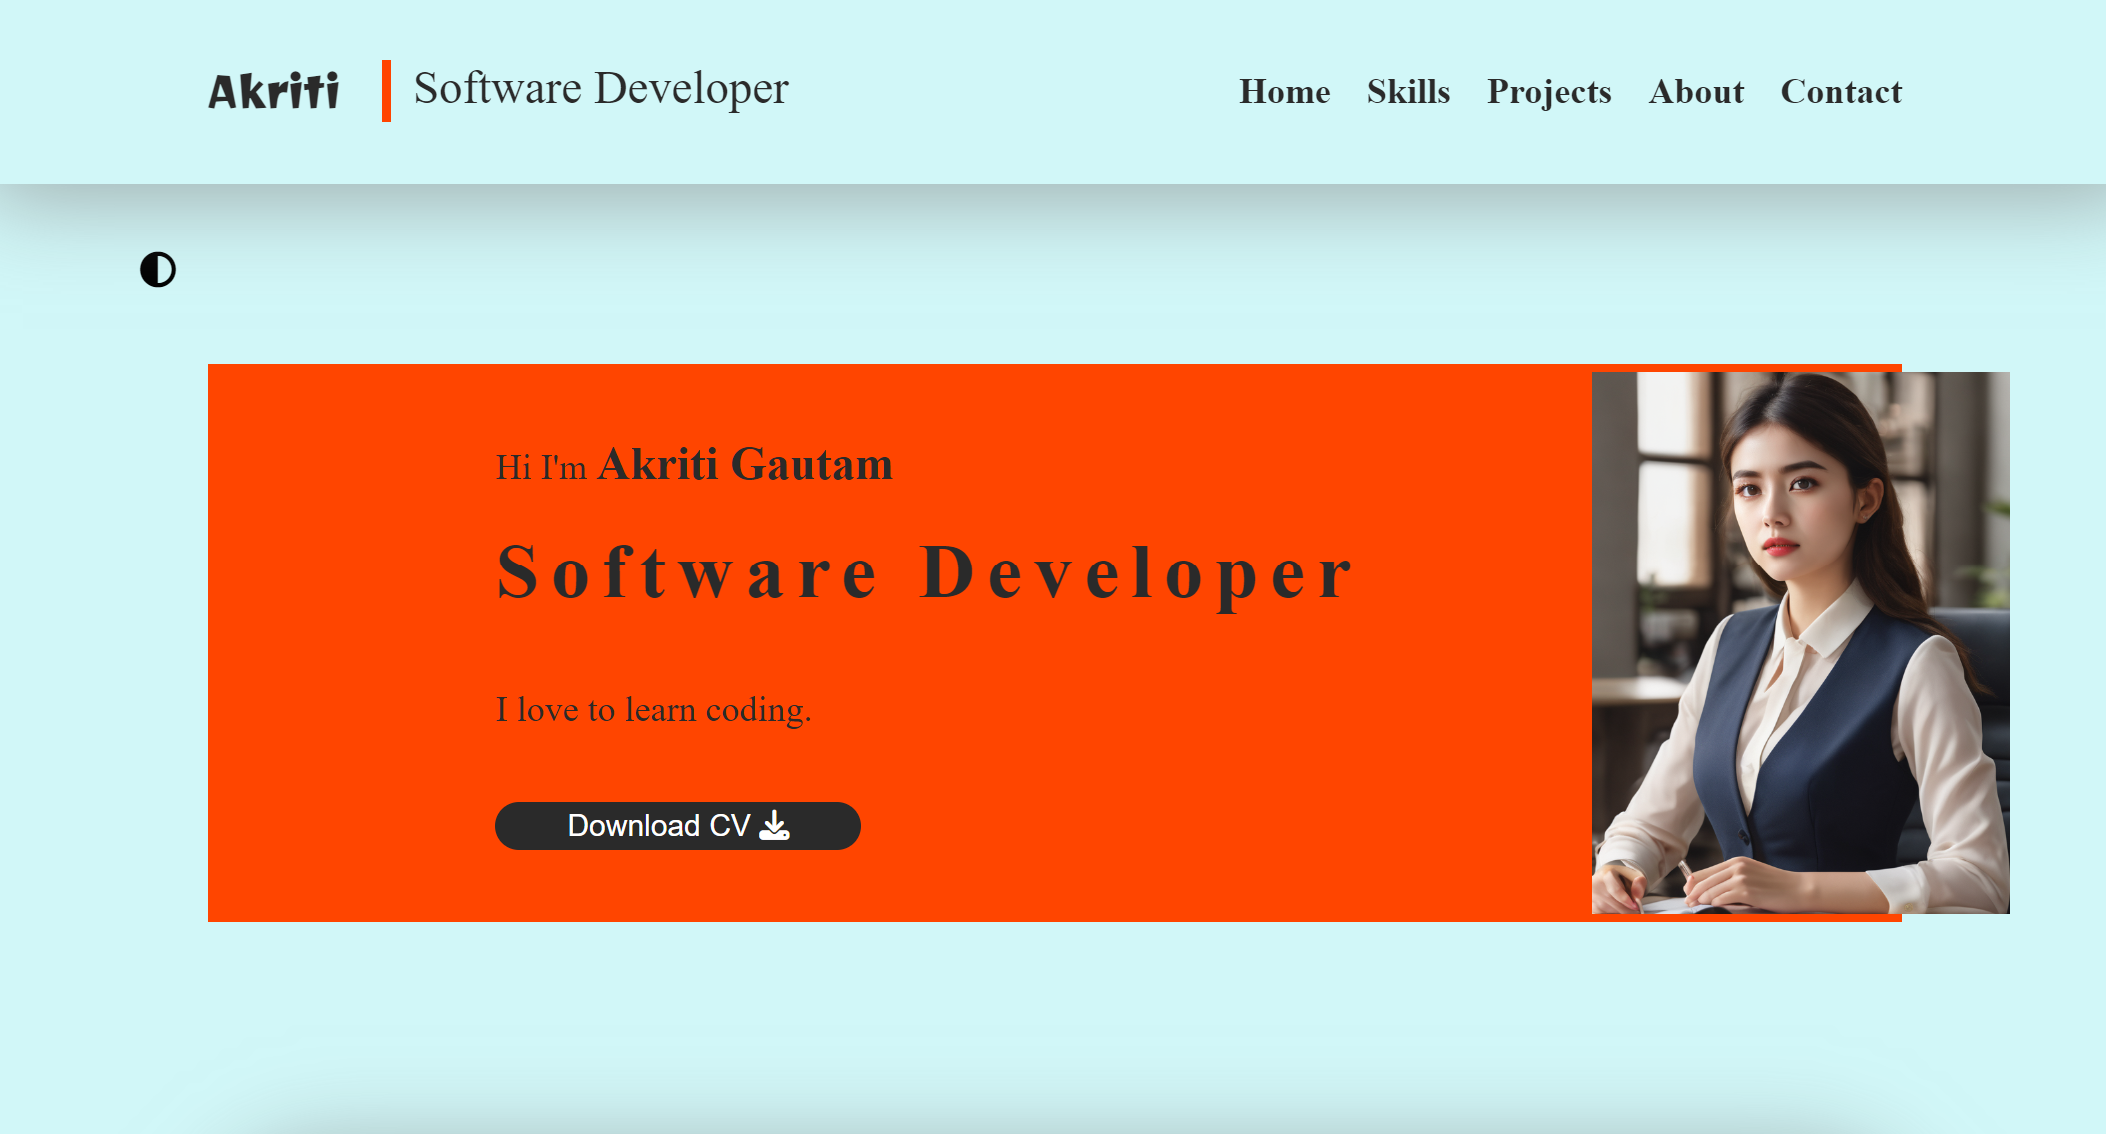 Akriti
Software Developer
Home Skills Projects About Contact
Hi I'm Akriti Gautam
Software Developer
I love to learn coding.
Download CV